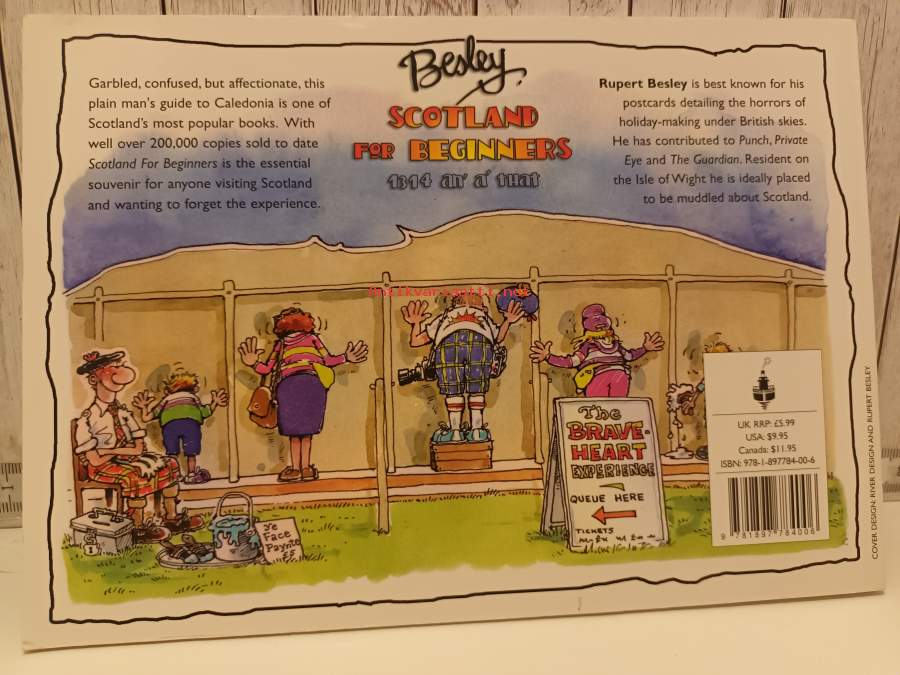 Besley
SCOTLAND
FOR BEGINNERS
1314 an' a' that
Garbled, confused, but affectionate, this
plain man's guide to Caledonia is one of
Scotland's most popular books. With
well over 200,000 copies sold to date
Scotland For Beginners is the essential
souvenir for anyone visiting Scotland
and wanting to forget the experience.
Rupert Besley is best known for his
postcards detailing the horrors of
holiday-making under British skies.
He has contributed to Punch, Private
Eye and The Guardian. Resident on
the Isle of Wight he is ideally placed
to be muddled about Scotland.
Antikvariaatti.net
The
BRAVE-
HEART
EXPERIENCE
QUEUE HERE
TICKETS
Ye
Face
Paynte
UK RRP: £5.99
USA: $9.95
Canada: $11.95
ISBN: 978-1-897784-00-6
9 781897 784006
COVER DESIGN: RIVER DESIGN AND RUPERT BESLEY